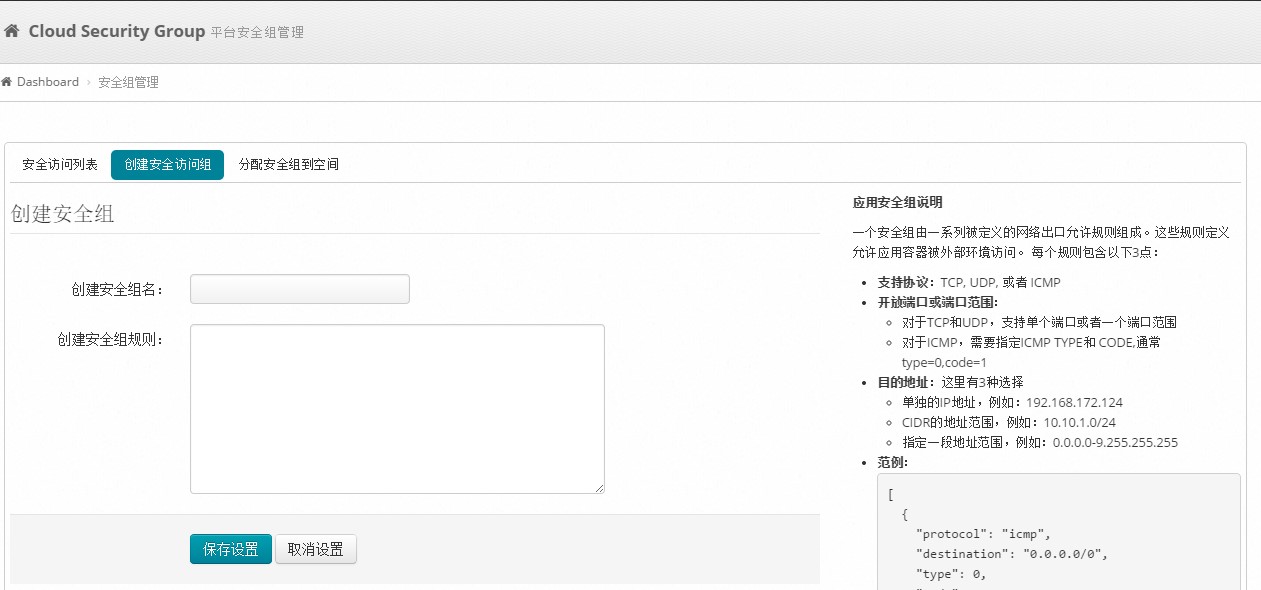 Cloud Security Group 平台安全组管理
Dashboard › 安全组管理
安全访问列表 创建安全访问组 分配安全组到空间
创建安全组
创建安全组名：
创建安全组规则：
保存设置 取消设置
应用安全组说明
一个安全组由一系列被定义的网络出口允许规则组成。这些规则定义
允许应用容器被外部环境访问。 每个规则包含以下3点：
• 支持协议：TCP, UDP, 或者 ICMP
• 开放端口或端口范围：
◦ 对于TCP和UDP，支持单个端口或者一个端口范围
◦ 对于ICMP，需要指定ICMP TYPE和 CODE,通常
type=0,code=1
• 目的地址：这里有3种选择
◦ 单独的IP地址，例如：192.168.172.124
◦ CIDR的地址范围，例如：10.10.1.0/24
◦ 指定一段地址范围，例如：0.0.0.0-9.255.255.255
• 范例：
[
{
"protocol": "icmp",
"destination": "0.0.0.0/0",
"type": 0,